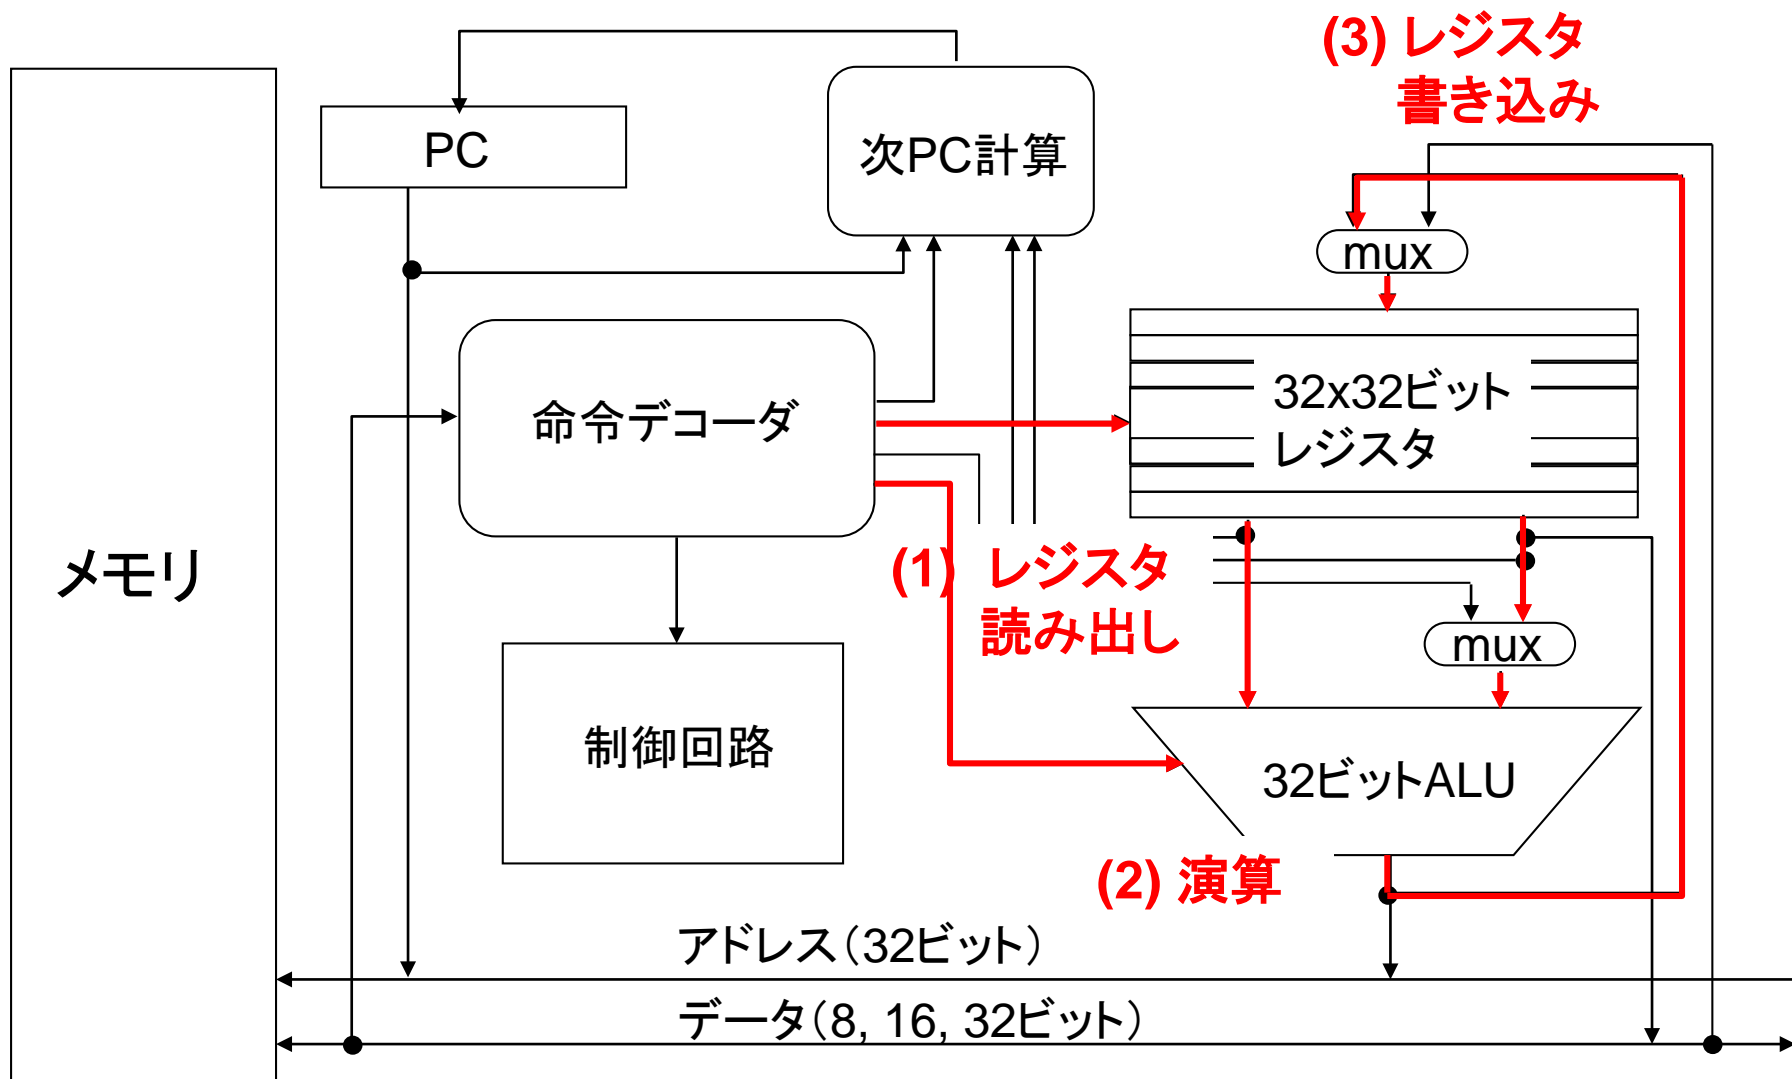 (3) レジスタ
書き込み
PC
次PC計算
mux
32x32ビット
レジスタ
命令デコーダ
メモリ
(1) レジスタ
読み出し
mux
制御回路
32ビットALU
(2) 演算
アドレス（32ビット）
データ（8, 16, 32ビット）